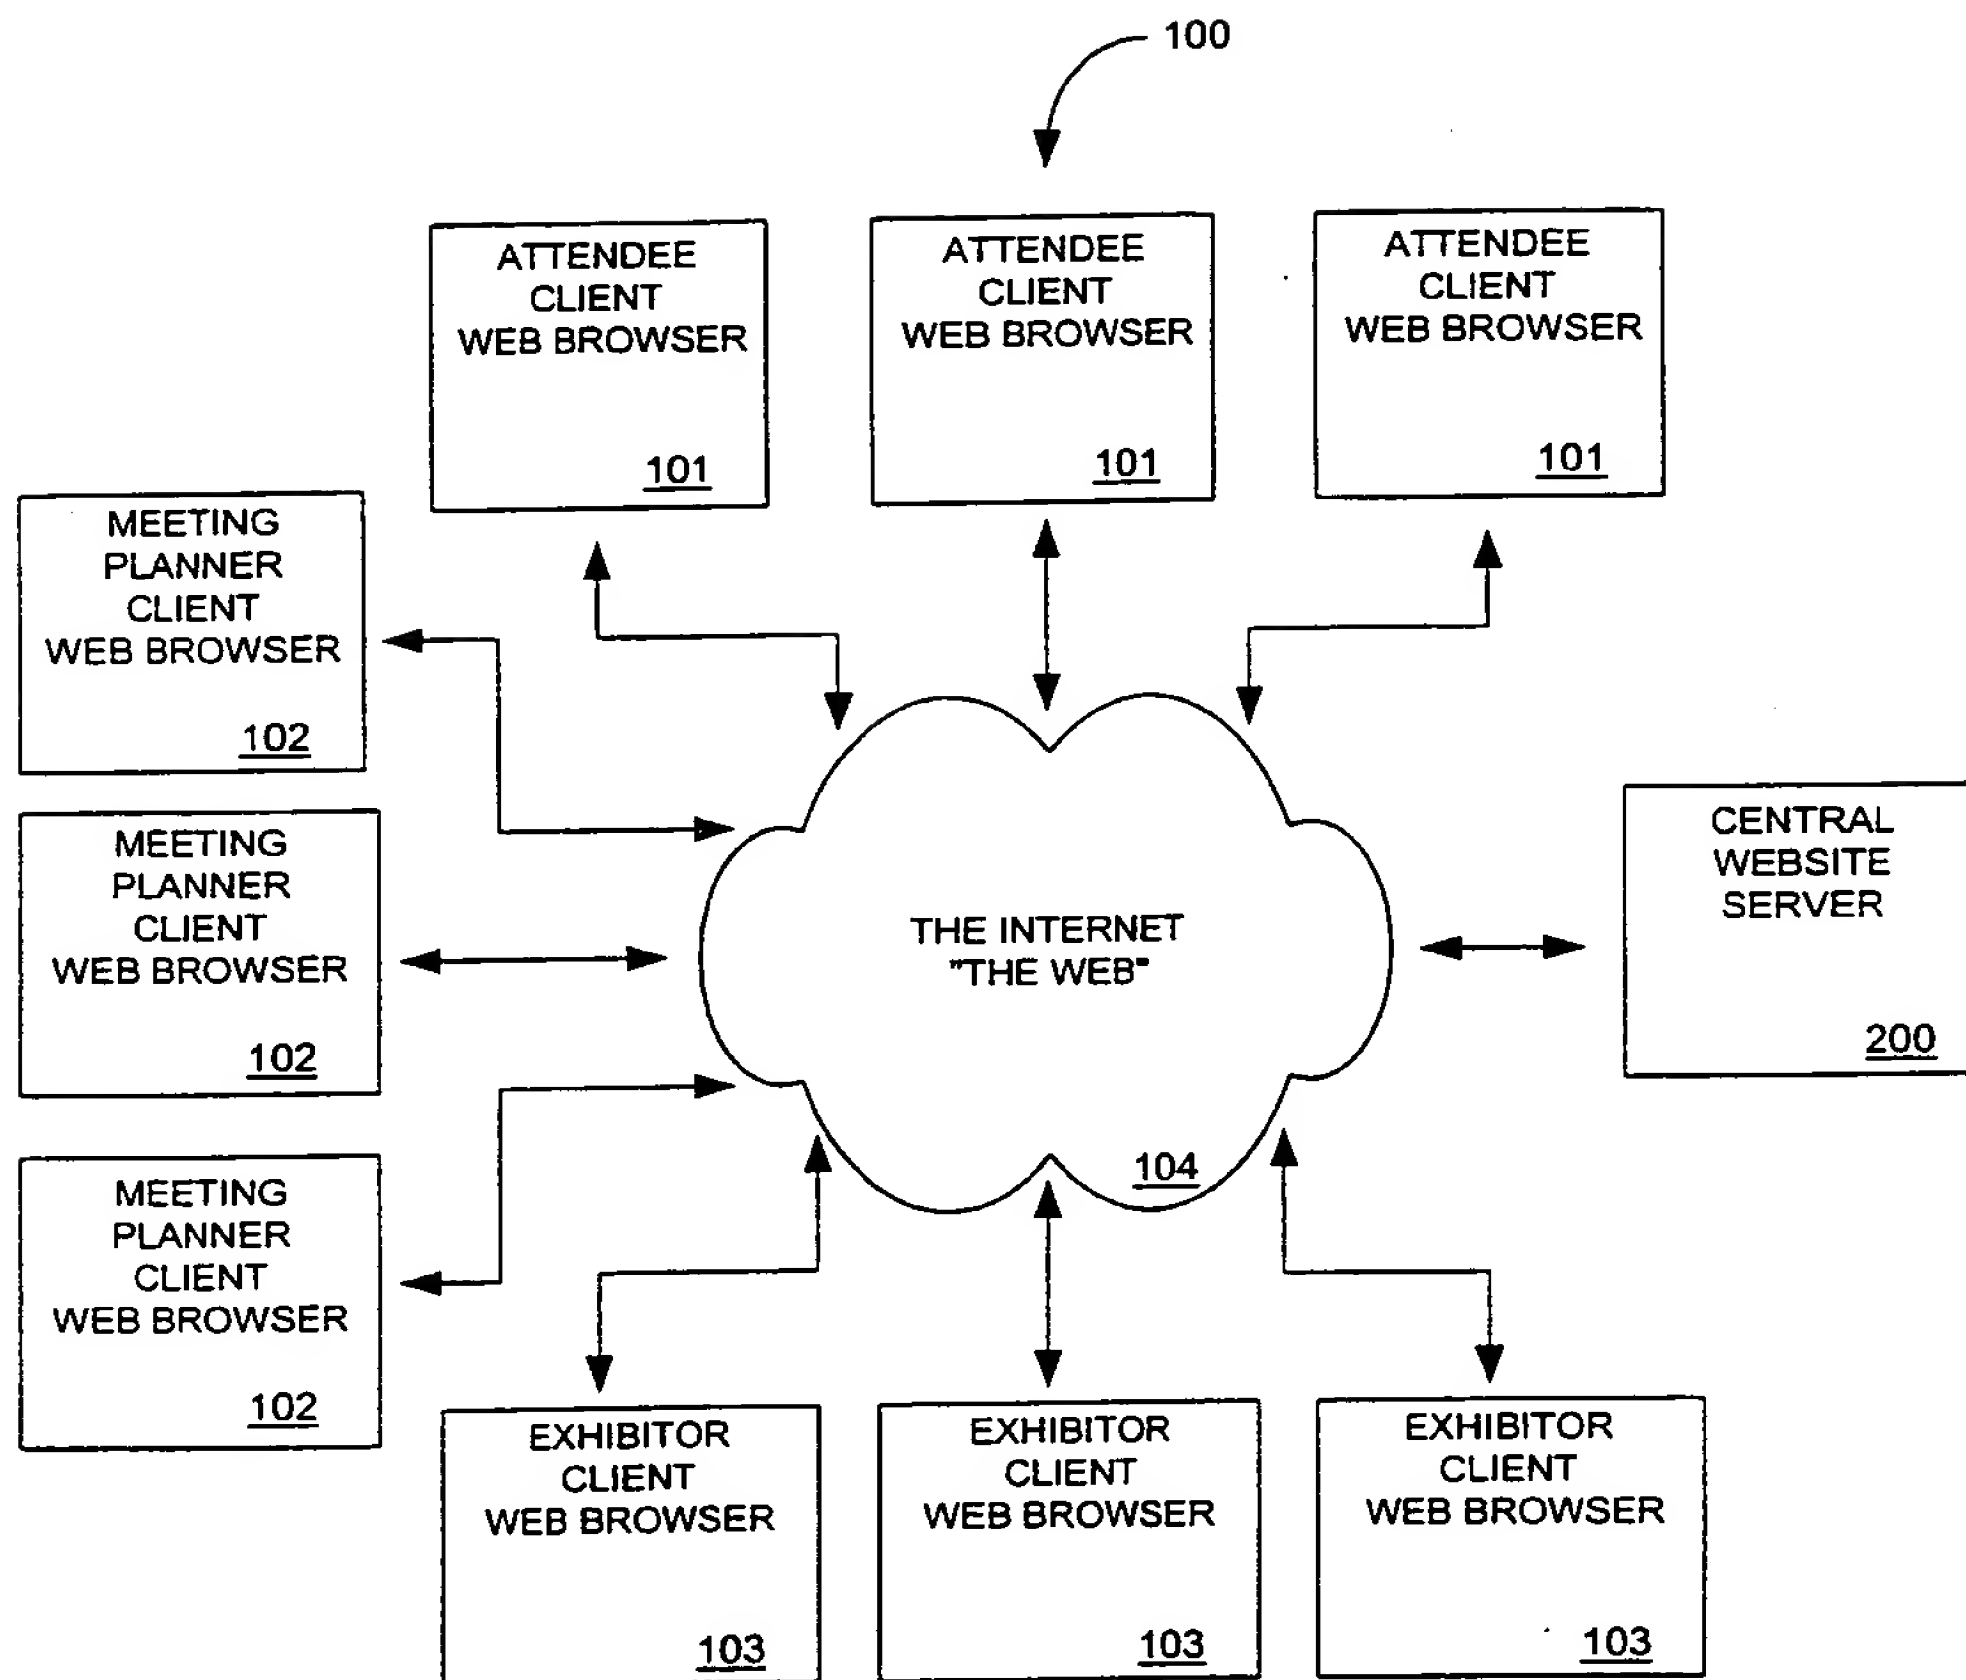 100
ATTENDEE
CLIENT
WEB BROWSER
101
ATTENDEE
CLIENT
WEB BROWSER
101
ATTENDEE
CLIENT
WEB BROWSER
101
MEETING
PLANNER
CLIENT
WEB BROWSER
102
MEETING
PLANNER
CLIENT
WEB BROWSER
102
MEETING
PLANNER
CLIENT
WEB BROWSER
102
THE INTERNET
"THE WEB"
104
CENTRAL
WEBSITE
SERVER
200
EXHIBITOR
CLIENT
WEB BROWSER
103
EXHIBITOR
CLIENT
WEB BROWSER
103
EXHIBITOR
CLIENT
WEB BROWSER
103